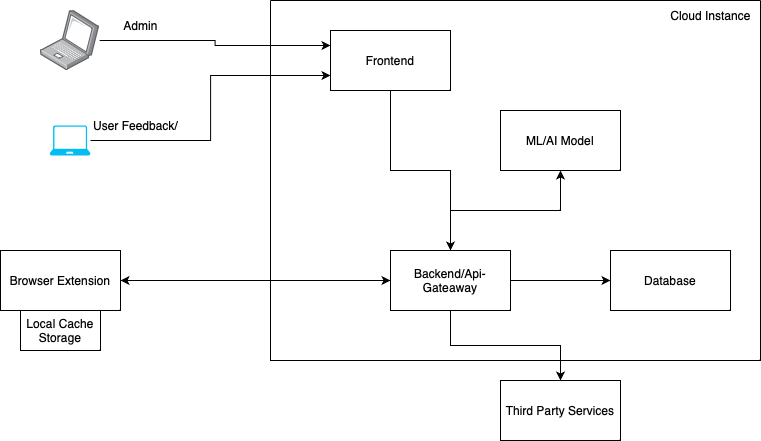 Cloud Instance
Admin
Frontend
User Feedback/
ML/AI Model
Browser Extension
Local Cache
Storage
Backend/Api-
Gateaway
Database
Third Party Services